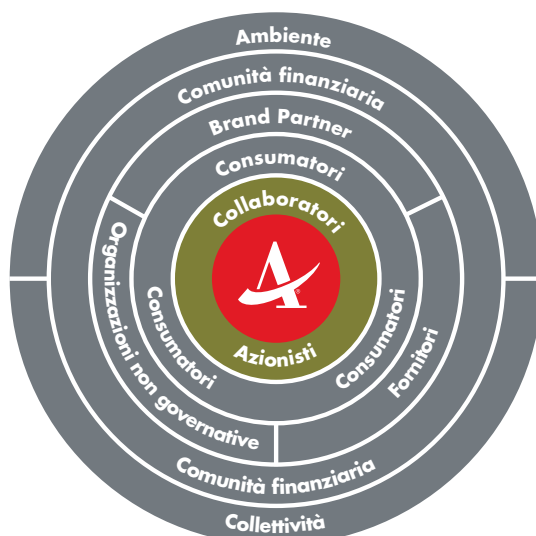 Ambiente
Comunità finanziaria
Brand Partner
Consumatori
Collaboratori
A
Azionisti
Consumatori
Consumatori
Organizzazioni non governative
Fornitori
Comunità finanziaria
Collettività